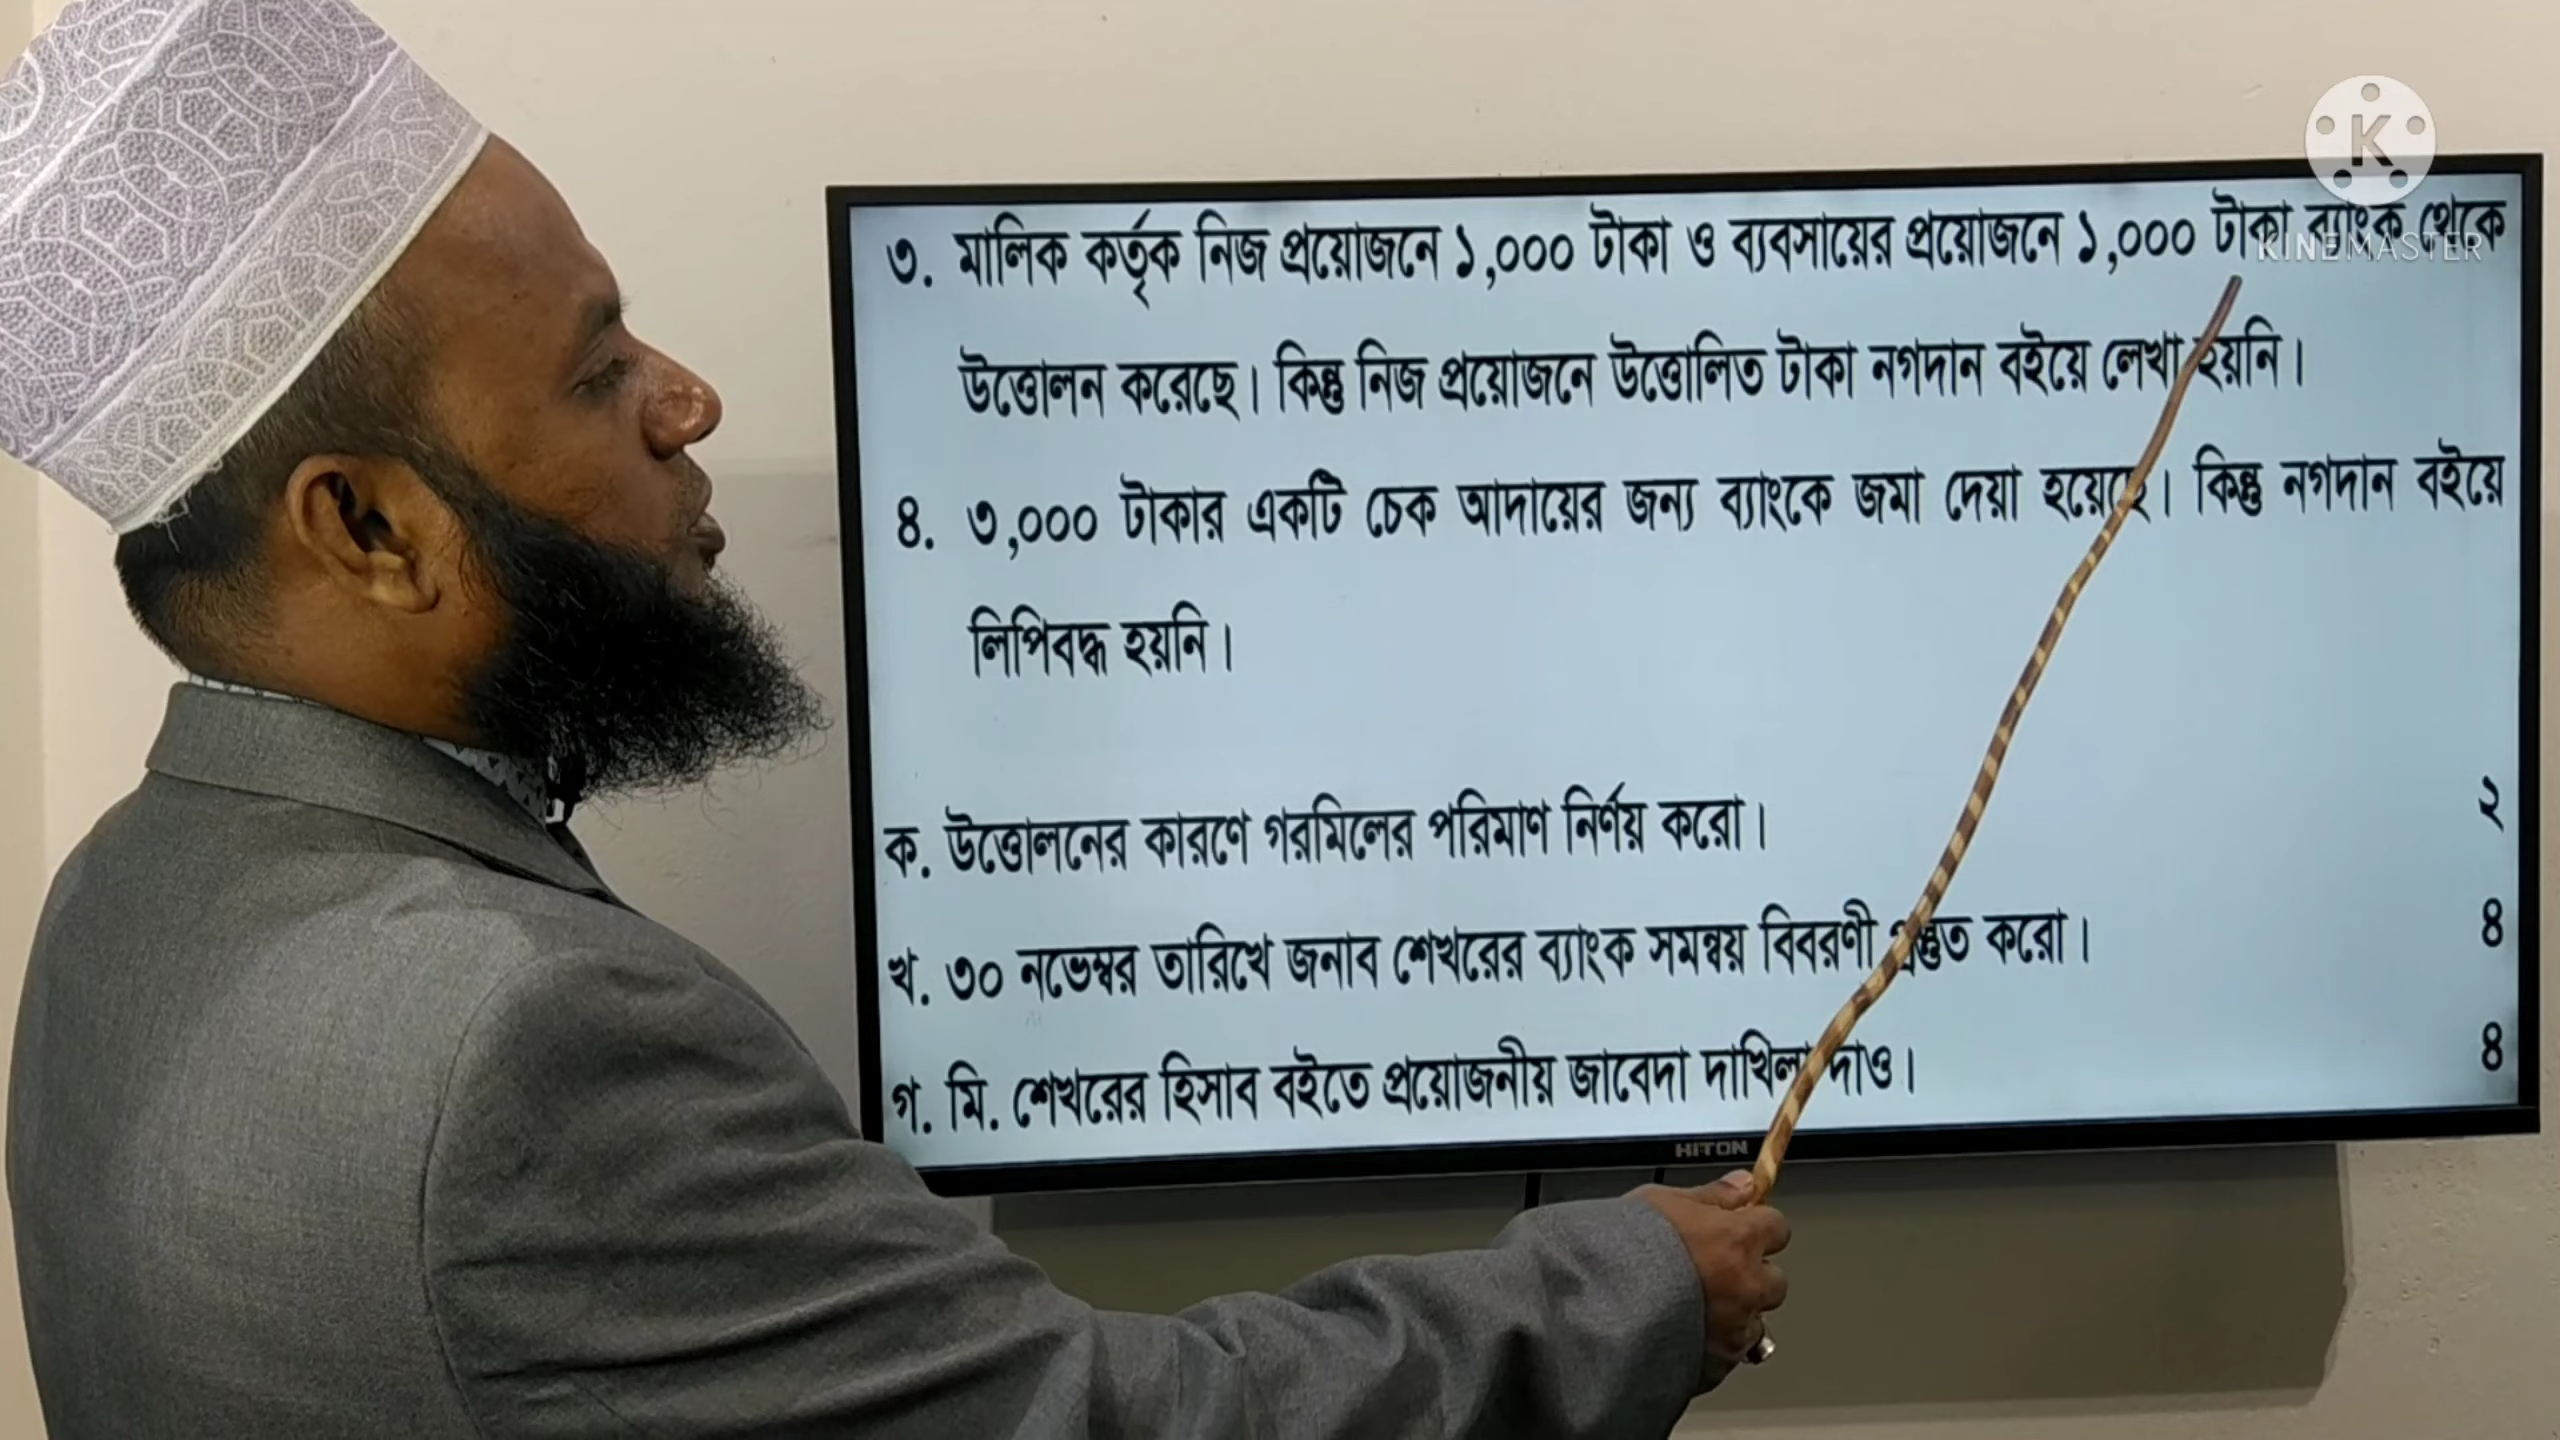 K
KINEMASTER
৩. মালিক কর্তৃক নিজ প্রয়োজনে ১,০০০ টাকা ও ব্যবসায়ের প্রয়োজনে ১,০০০ টাকা ব্যাংক থেকে
উত্তোলন করেছে। কিন্তু নিজ প্রয়োজনে উত্তোলিত টাকা নগদান বইয়ে লেখা হয়নি।
৪. ৩,০০০ টাকার একটি চেক আদায়ের জন্য ব্যাংকে জমা দেয়া হয়েছে। কিন্তু নগদান বইয়ে
লিপিবদ্ধ হয়নি।
ক. উত্তোলনের কারণে গরমিলের পরিমাণ নির্ণয় করো। ২
খ. ৩০ নভেম্বর তারিখে জনাব শেখরের ব্যাংক সমন্বয় বিবরণী প্রস্তুত করো। ৪
গ. মি. শেখরের হিসাব বইতে প্রয়োজনীয় জাবেদা দাখিলা দাও। ৪
HITON